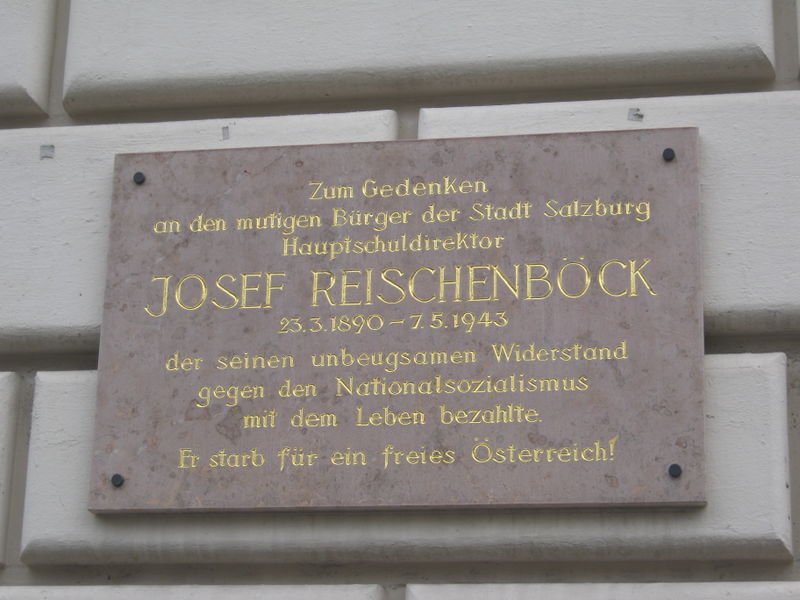 Zum Gedenken
an den mutigen Bürger der Stadt Salzburg
Hauptschuldirektor
JOSEF REISCHENBÖCK
23.3.1890 – 7.5.1943
der seinen unbeugsamen Widerstand
gegen den Nationalsozialismus
mit dem Leben bezahlte.
Er starb für ein freies Österreich!